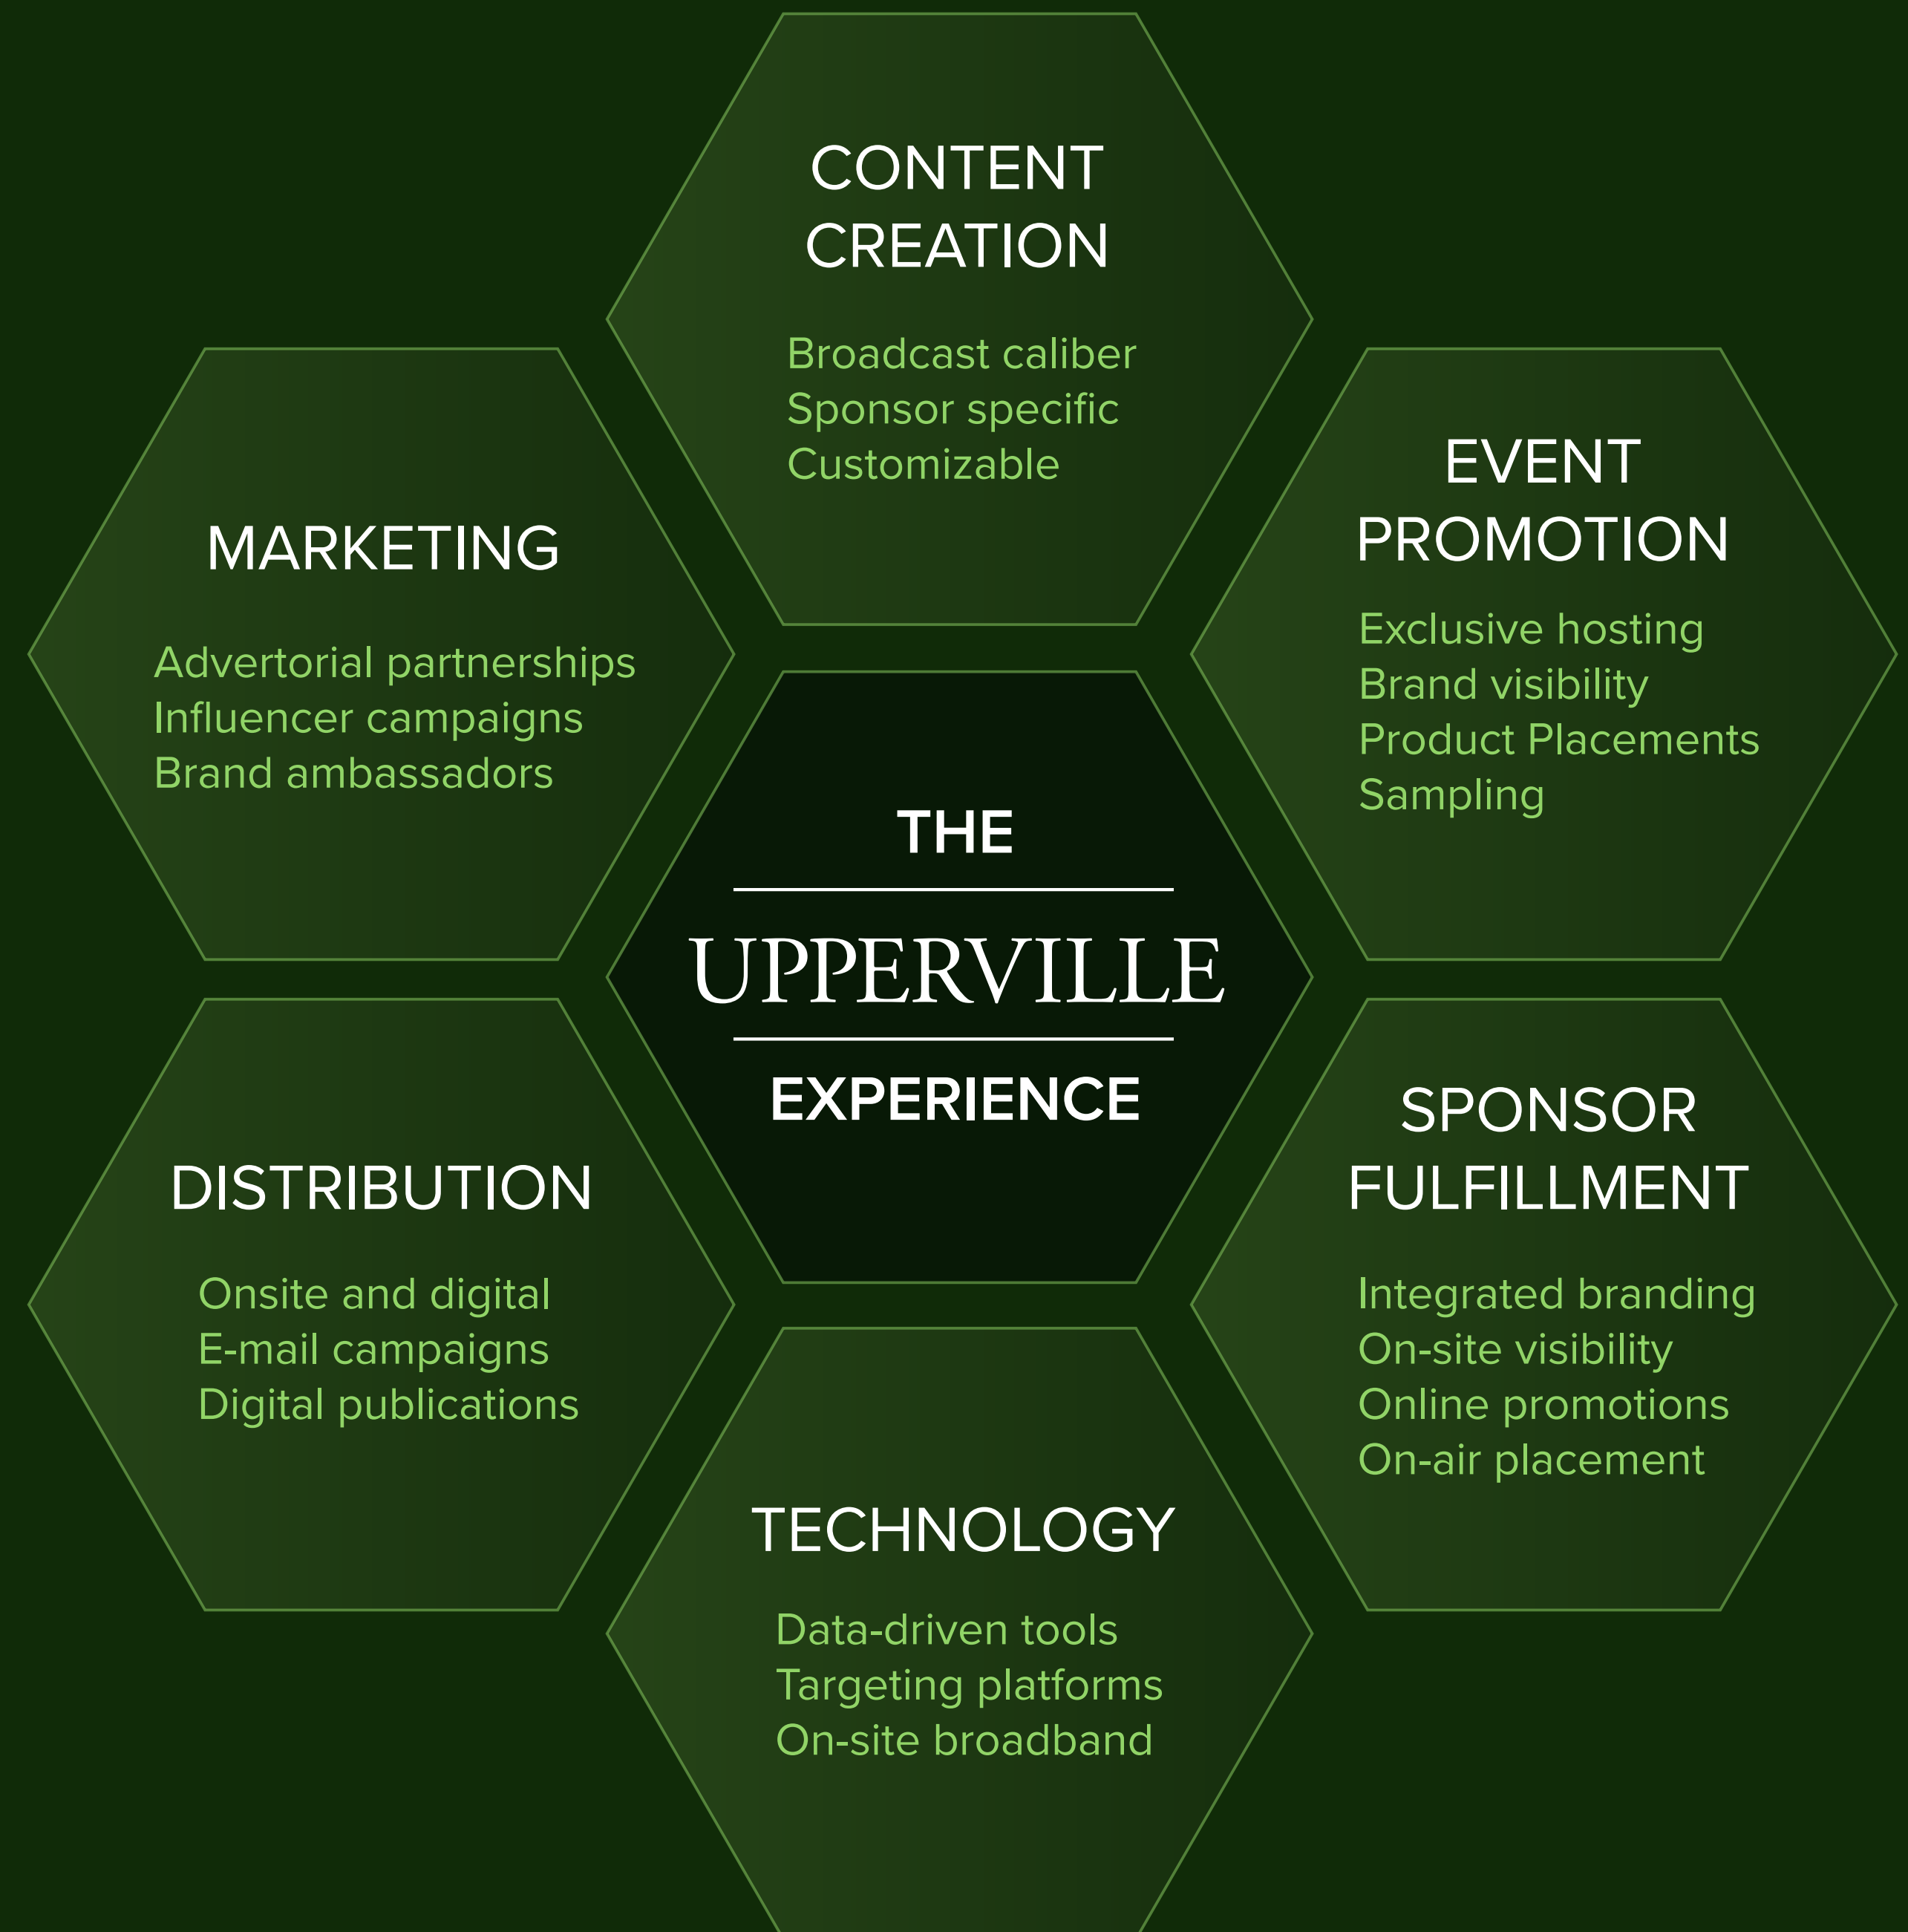 CONTENT
CREATION
Broadcast caliber
Sponsor specific
Customizable
MARKETING
Advertorial partnerships
Influencer campaigns
Brand ambassadors
EVENT
PROMOTION
Exclusive hosting
Brand visibility
Product Placements
Sampling
THE
UPPERVILLE
EXPERIENCE
DISTRIBUTION
Onsite and digital
E-mail campaigns
Digital publications
SPONSOR
FULFILLMENT
Integrated branding
On-site visibility
Online promotions
On-air placement
TECHNOLOGY
Data-driven tools
Targeting platforms
On-site broadband